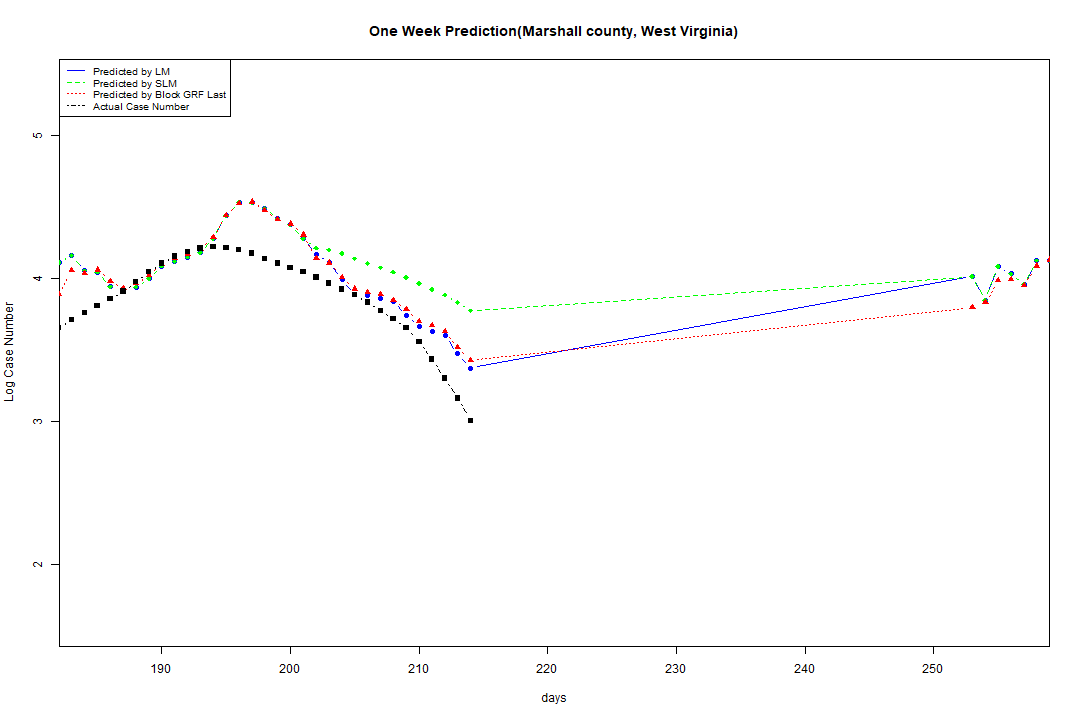 One Week Prediction(Marshall county, West Virginia)
Predicted by LM
Predicted by SLM
Predicted by Block GRF Last
Actual Case Number
5
4
3
2
Log Case Number
190 200 210 220 230 240 250
days